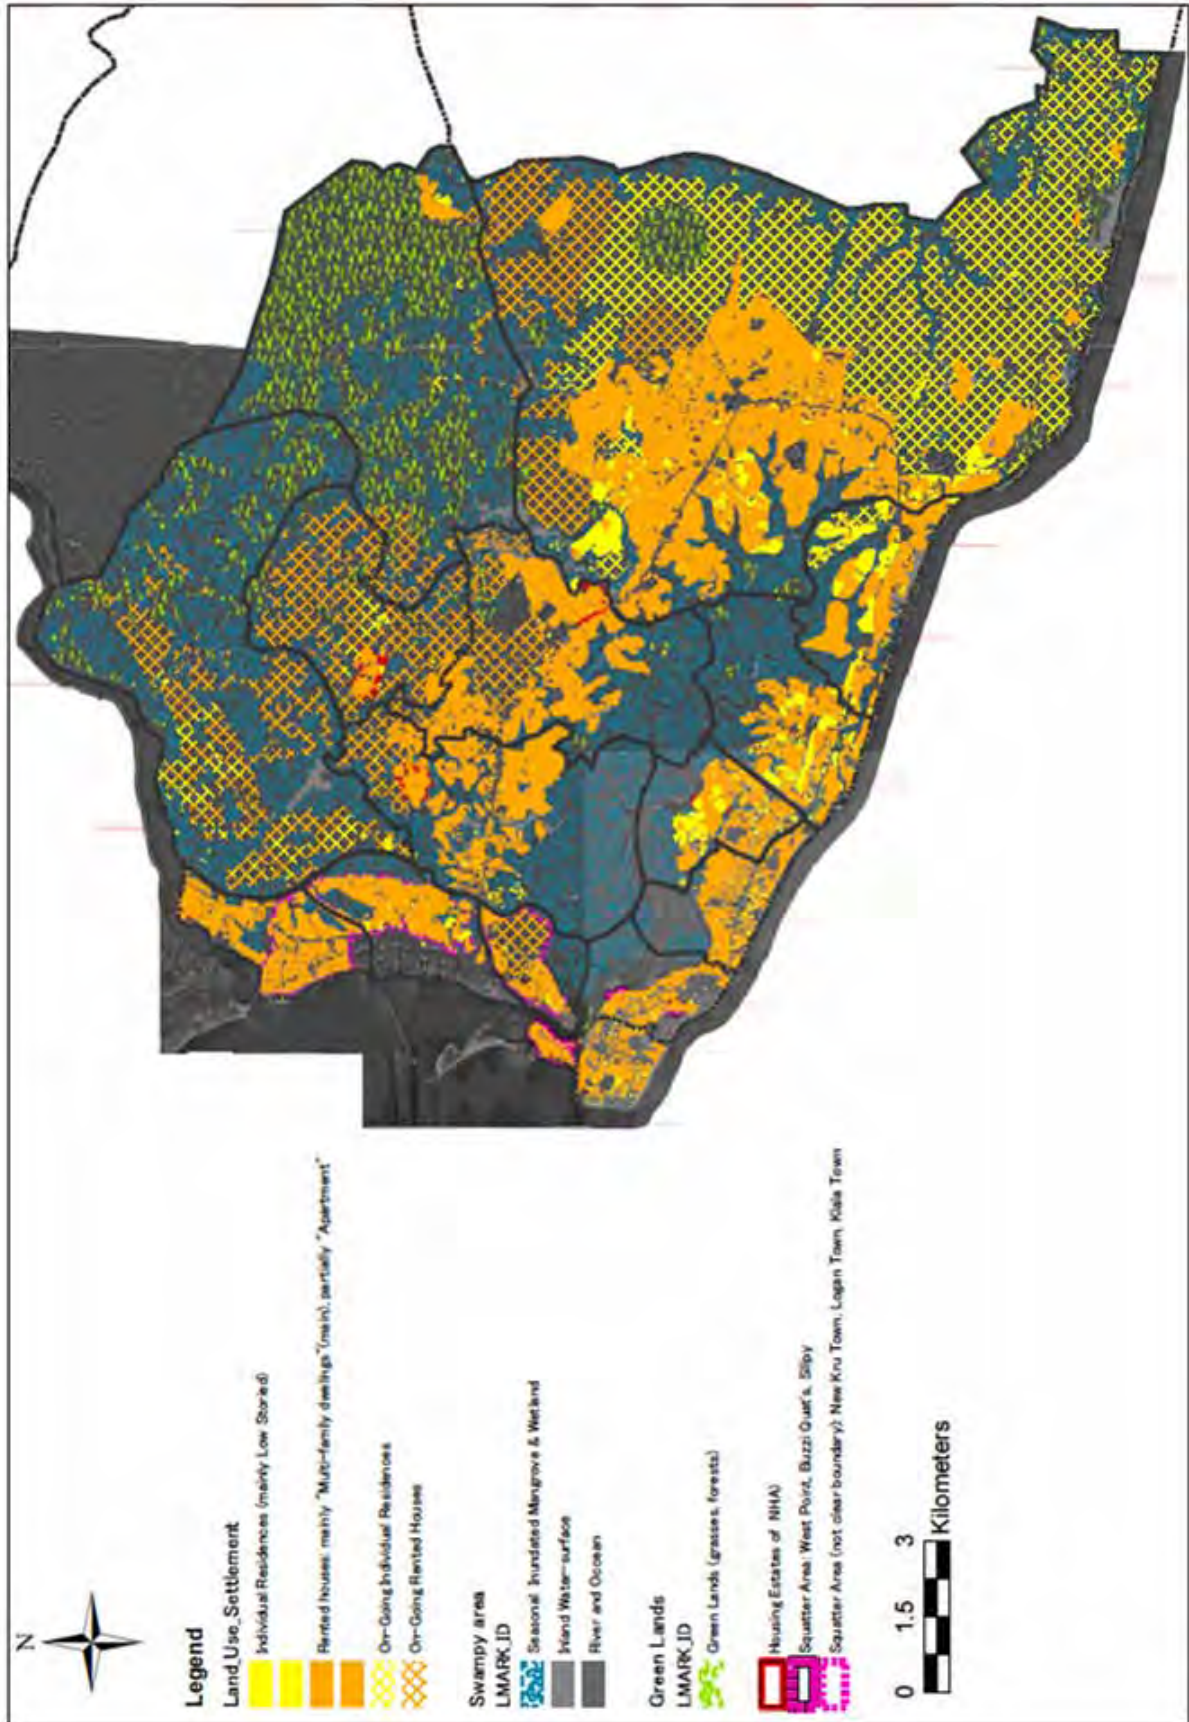 N
Legend
Land_Use_Settlement
Individual Residences (mainly Low Storied)
Rented houses: mainly "Multi-family dwellings"(main), partially "Apartment"
On-Going Individual Residences
On-Going Rented Houses
Swampy area
LMARK_ID
Seasonal Inundated Mangrove & Wetland
Inland Water-surface
River and Occean
Green Lands
LMARK_ID
Green Lands (grasses, forests)
Housing Estates of NHA)
Squatter Area: West Point, Buzzi Quat's, Slipy
Squatter Area (not clear boundary): New Kru Town, Logan Town, Klala Town
0 1.5 3
Kilometers